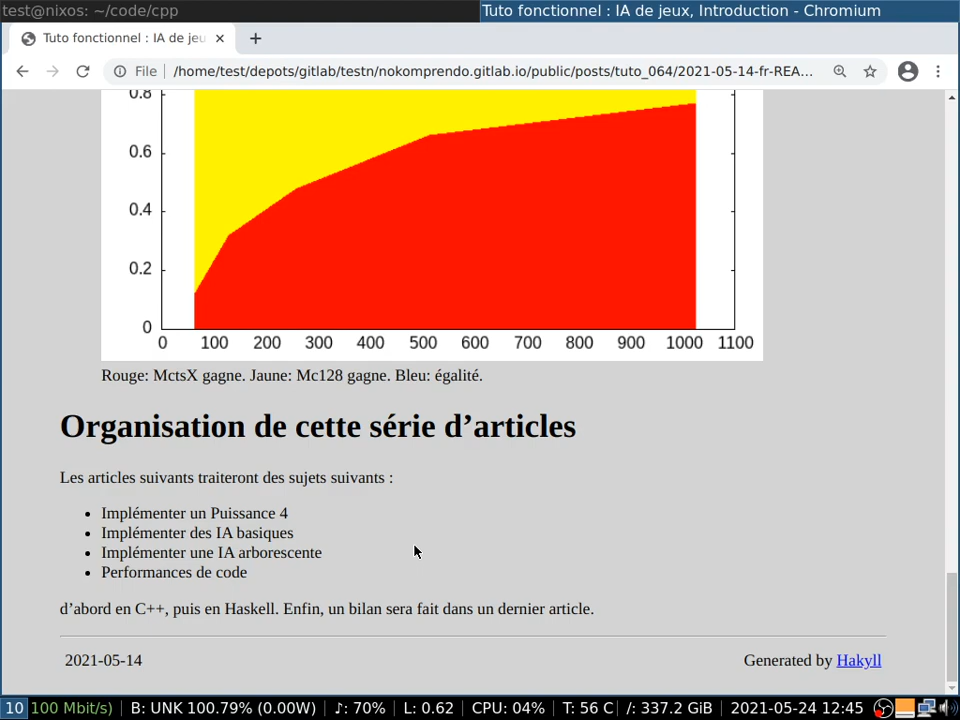 test@nixos: ~/code/cpp
Tuto fonctionnel : IA de jeux, Introduction - Chromium
Tuto fonctionnel : IA de jeu
File
/home/test/depots/gitlab/testn/nokomprendo.gitlab.io/public/posts/tuto_064/2021-05-14-fr-REA...
0.8
0.6
0.4
0.2
0
0 100 200 300 400 500 600 700 800 900 1000 1100
Rouge: MctsX gagne. Jaune: Mc128 gagne. Bleu: égalité.
Organisation de cette série d’articles
Les articles suivants traiteront des sujets suivants :
• Implémenter un Puissance 4
• Implémenter des IA basiques
• Implémenter une IA arborescente
• Performances de code
d’abord en C++, puis en Haskell. Enfin, un bilan sera fait dans un dernier article.
2021-05-14
Generated by Hakyll
10 100 Mbit/s) B: UNK 100.79% (0.00W) ♪: 70% L: 0.62 CPU: 04% T: 56 C /: 337.2 GiB 2021-05-24 12:45